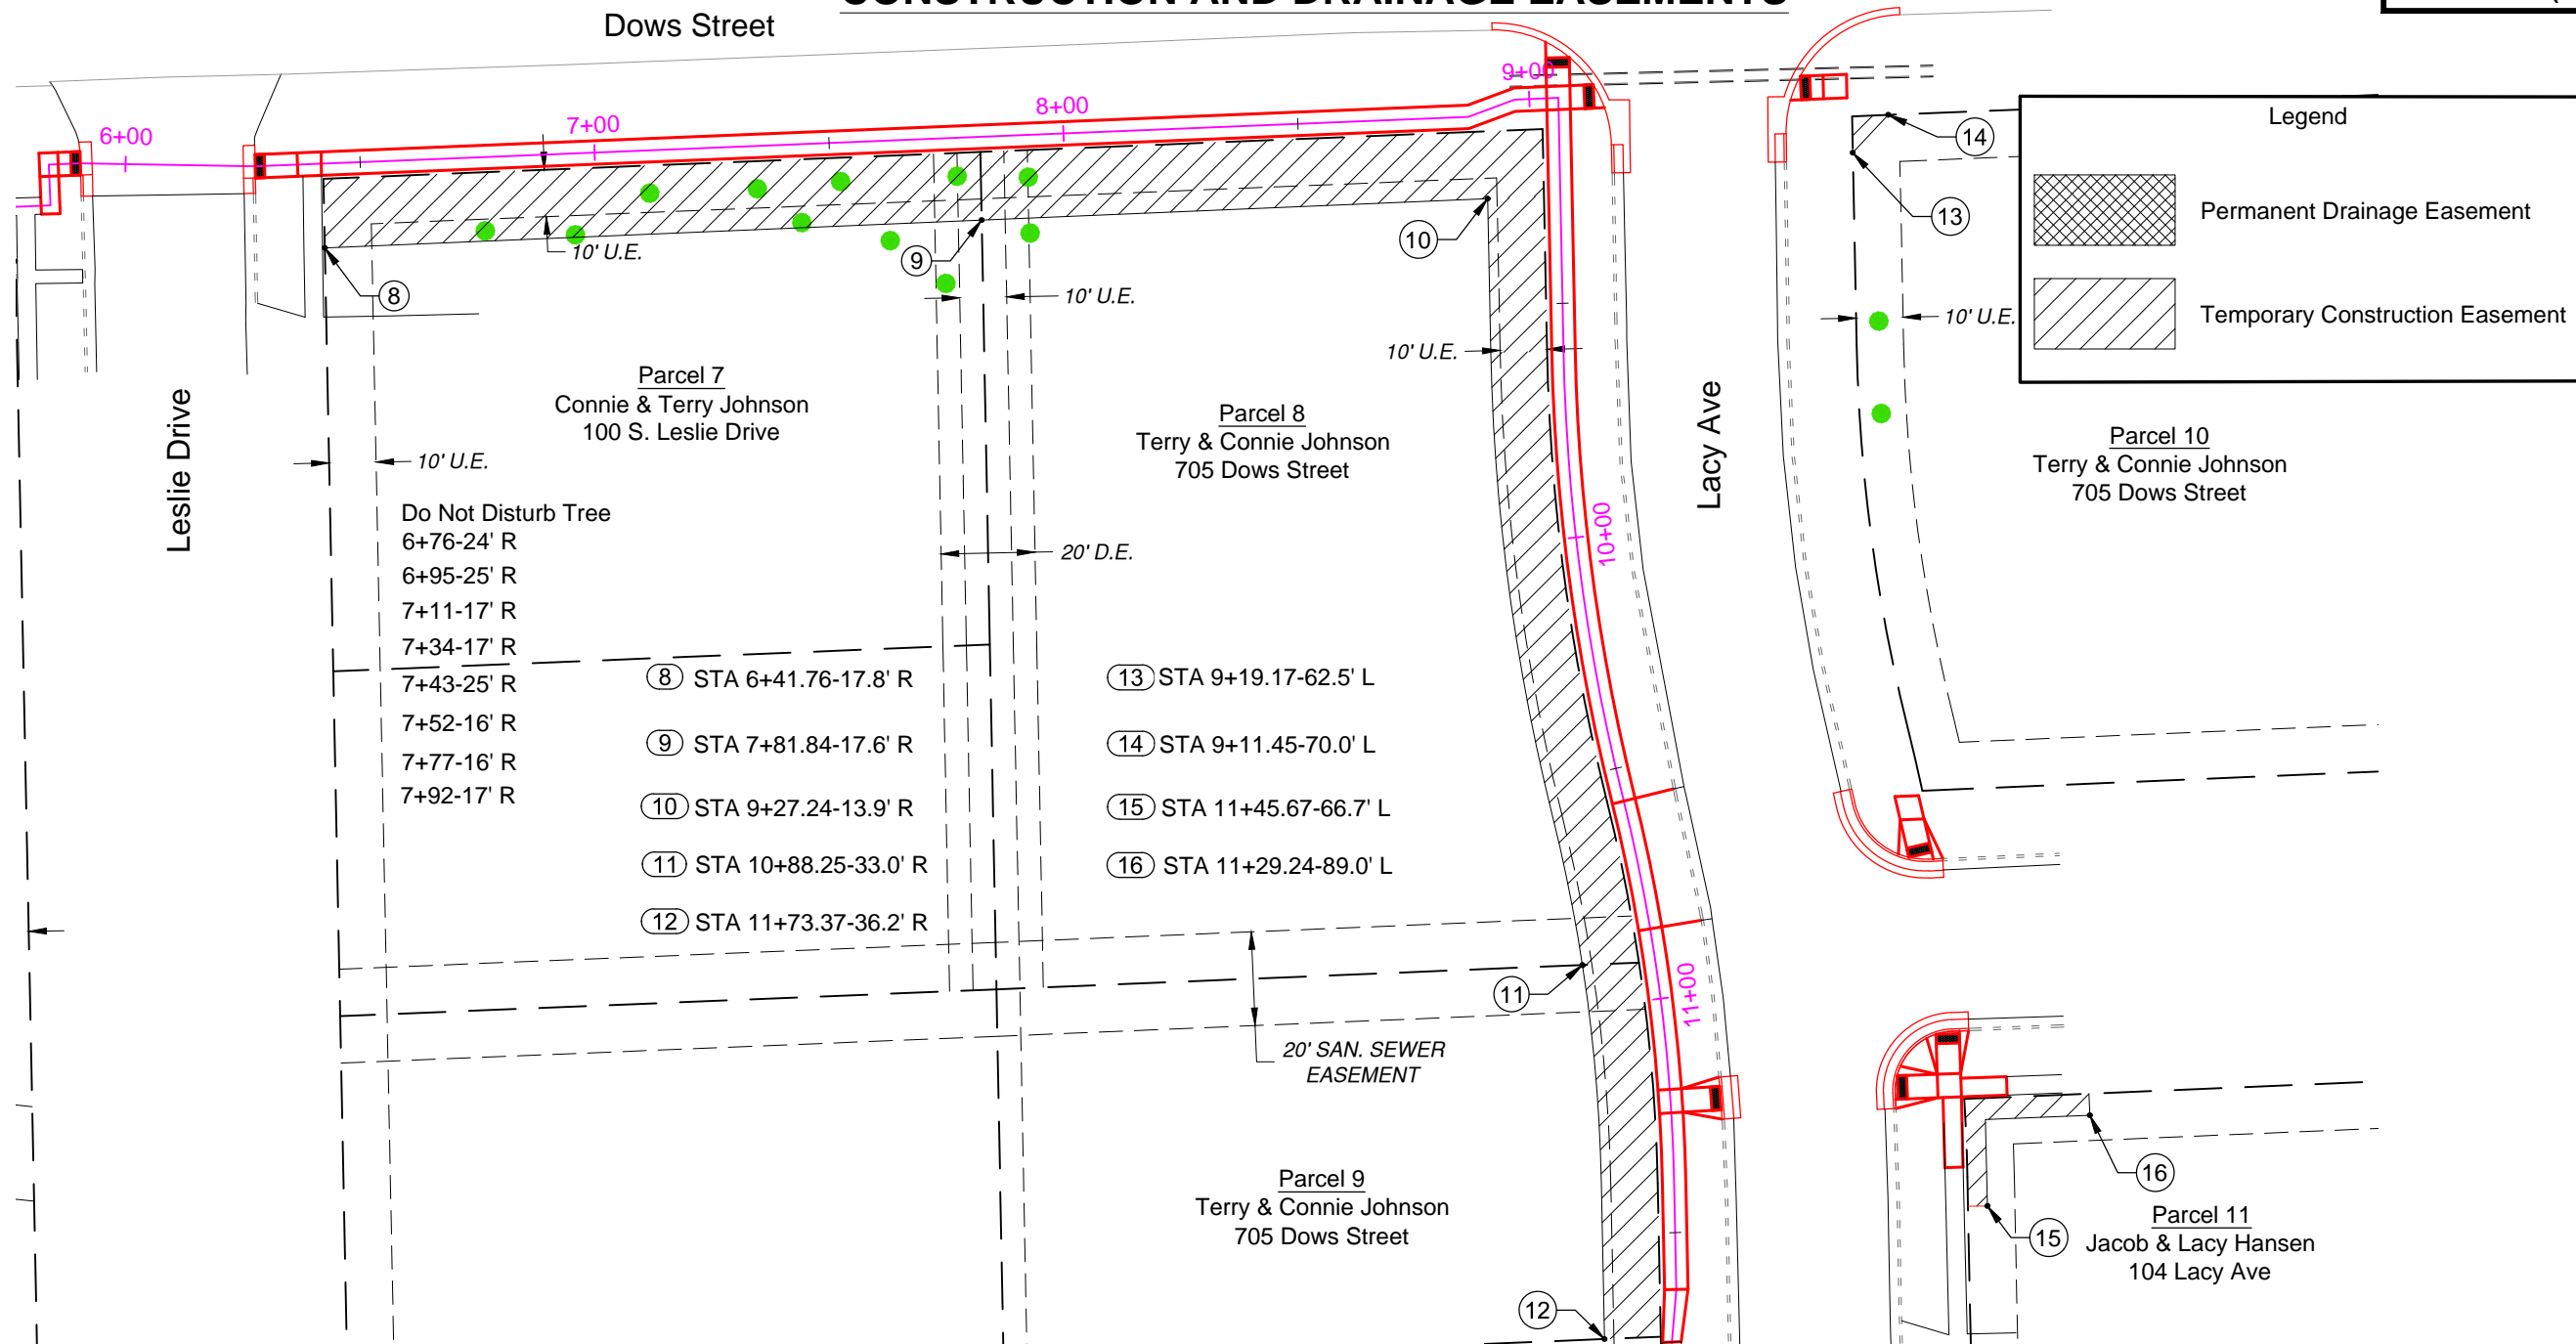 CONSTRUCTION AND DRAINAGE EASEMENTS
Dows Street
6+00
7+00
8+00
9+00
10+00
11+00
Legend
Permanent Drainage Easement
Temporary Construction Easement
14
13
10
9
8
10' U.E.
10' U.E.
10' U.E.
10' U.E.
10' U.E.
20' D.E.
Leslie Drive
Lacy Ave
Parcel 7
Connie & Terry Johnson
100 S. Leslie Drive
Parcel 8
Terry & Connie Johnson
705 Dows Street
Parcel 10
Terry & Connie Johnson
705 Dows Street
Do Not Disturb Tree
6+76-24' R
6+95-25' R
7+11-17' R
7+34-17' R
7+43-25' R
7+52-16' R
7+77-16' R
7+92-17' R
8 STA 6+41.76-17.8' R
9 STA 7+81.84-17.6' R
10 STA 9+27.24-13.9' R
11 STA 10+88.25-33.0' R
12 STA 11+73.37-36.2' R
13 STA 9+19.17-62.5' L
14 STA 9+11.45-70.0' L
15 STA 11+45.67-66.7' L
16 STA 11+29.24-89.0' L
11
20' SAN. SEWER
EASEMENT
Parcel 9
Terry & Connie Johnson
705 Dows Street
16
15
12
Parcel 11
Jacob & Lacy Hansen
104 Lacy Ave